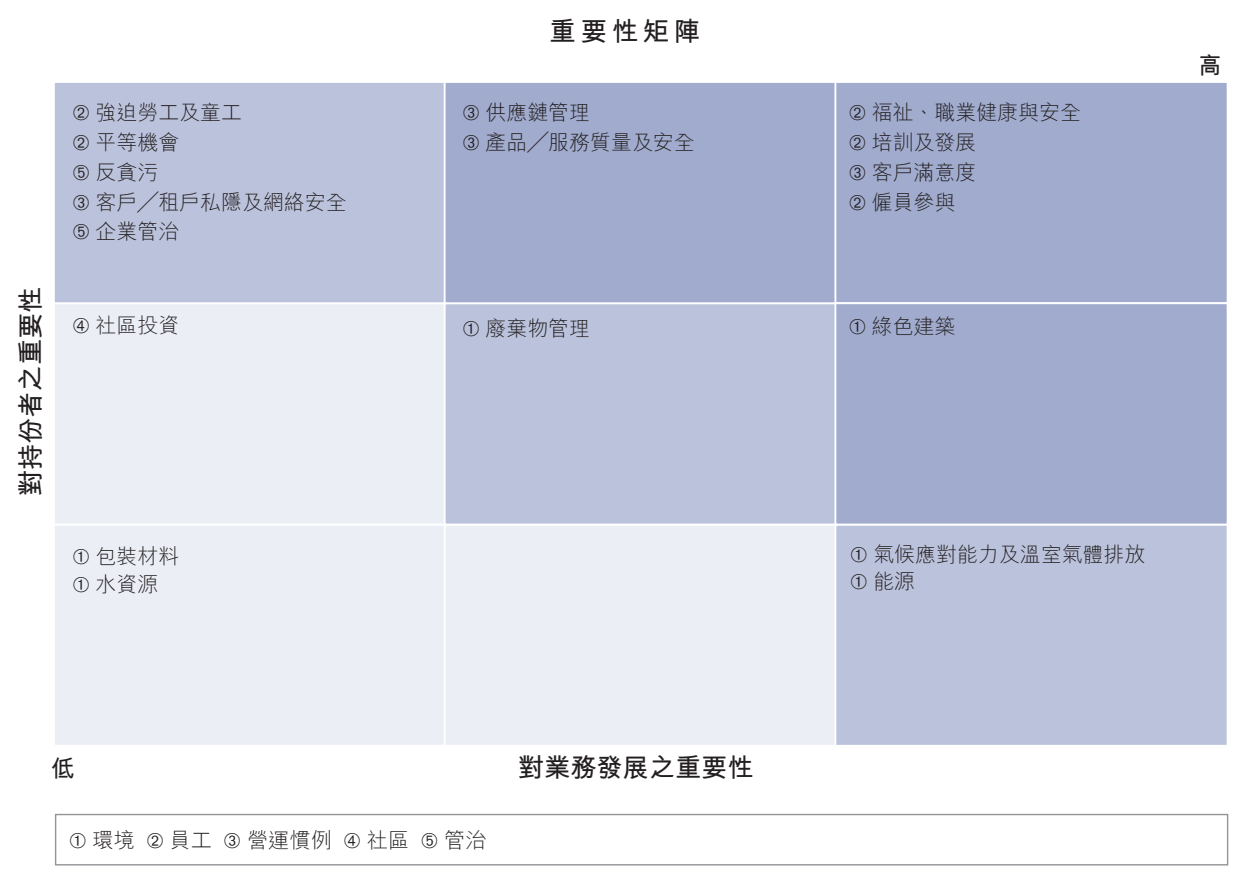 重要性矩陣
高
② 強迫勞工及童工
② 平等機會
⑤ 反貪污
③ 客戶╱租戶私隱及網絡安全
⑤ 企業管治
③ 供應鏈管理
③ 產品╱服務質量及安全
② 福祉、職業健康與安全
② 培訓及發展
③ 客戶滿意度
② 僱員參與
對持份者之重要性
④ 社區投資
① 廢棄物管理
① 綠色建築
① 包裝材料
① 水資源
① 氣候應對能力及溫室氣體排放
① 能源
低
對業務發展之重要性
① 環境 ② 員工 ③ 營運慣例 ④ 社區 ⑤ 管治